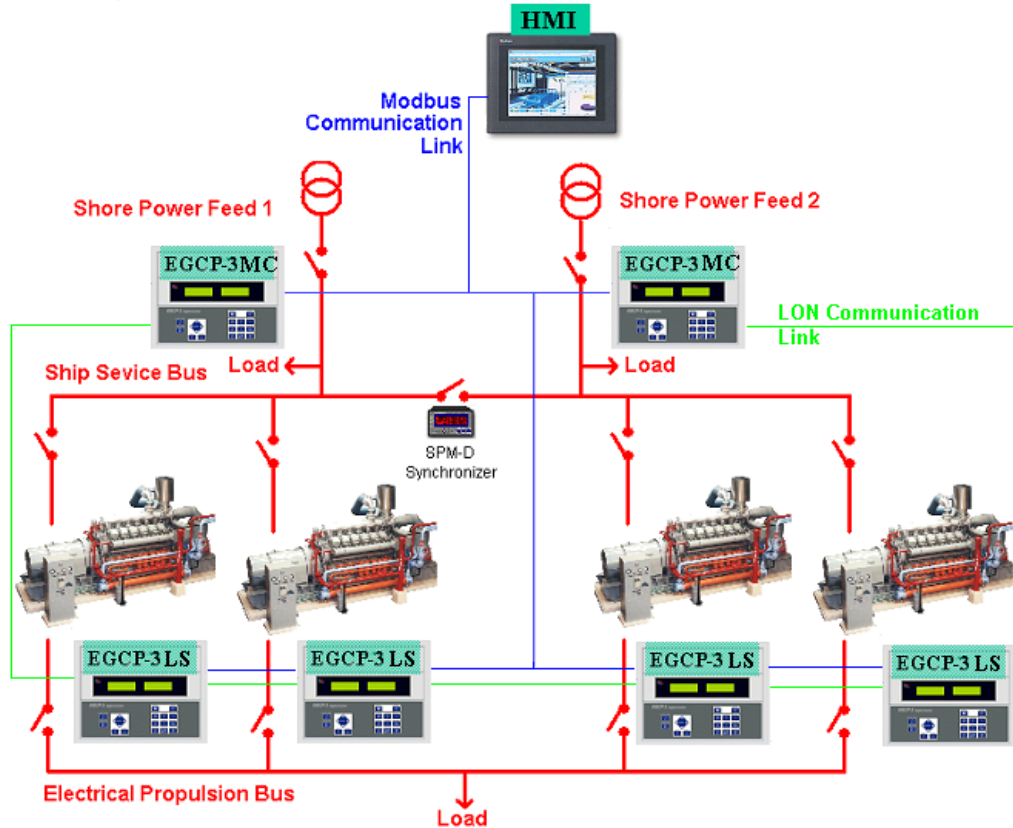 HMI
Modbus
Communication
Link
Shore Power Feed 1
Shore Power Feed 2
EGCP-3MC
EGCP-3MC
LON Communication
Link
Load
Load
Ship Sevice Bus
SPM-D
Synchronizer
EGCP-3 LS
EGCP-3 LS
EGCP-3 LS
EGCP-3 LS
Electrical Propulsion Bus
Load